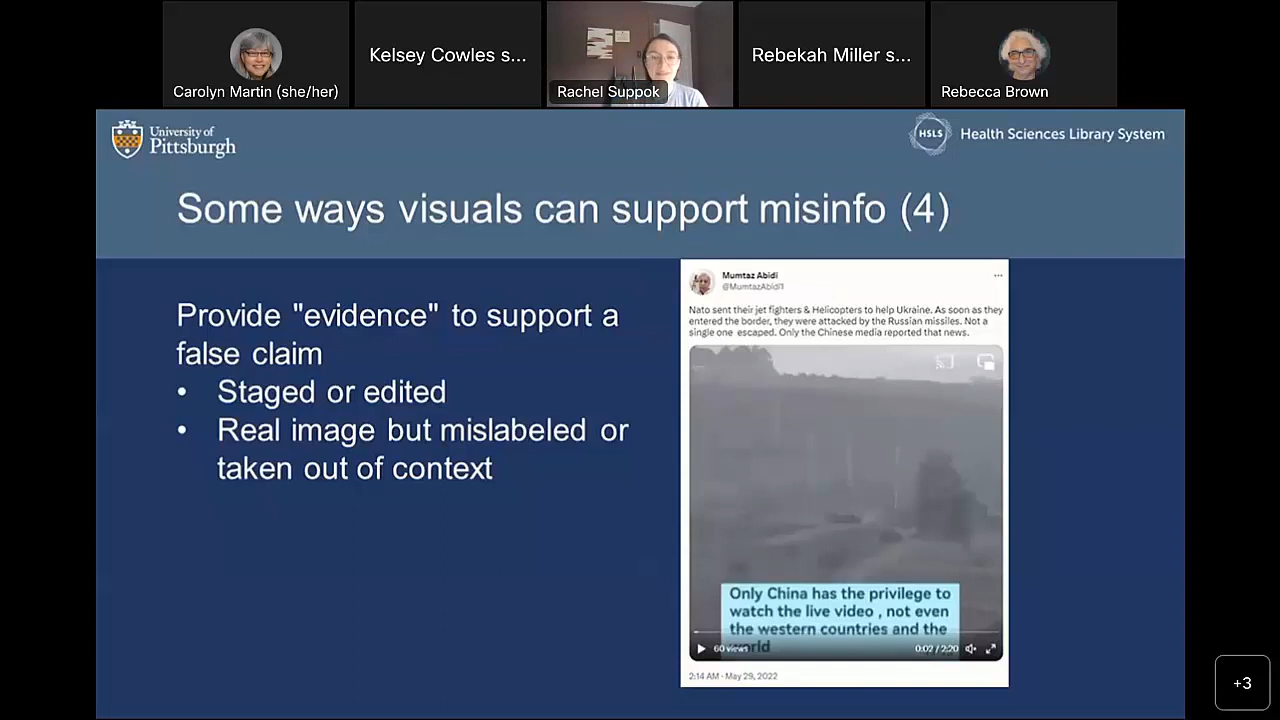 Carolyn Martin (she/her)
Kelsey Cowles s...
Rachel Suppok
Rebekah Miller s...
Rebecca Brown
University of
Pittsburgh
HSLS
Health Sciences Library System
Some ways visuals can support misinfo (4)
Provide "evidence" to support a
false claim
• Staged or edited
• Real image but mislabeled or
taken out of context
Mumtaz Abidi
@MumtazAbidi1
Nato sent their jet fighters & Helicopters to help Ukraine. As soon as they
entered the border, they were attacked by the Russian missiles. Not a
single one escaped. Only the Chinese media reported that news.
Only China has the privilege to
watch the live video , not even
the western countries and the
world
60 views
0:02 / 2:20
2:14 AM · May 29, 2022
+3